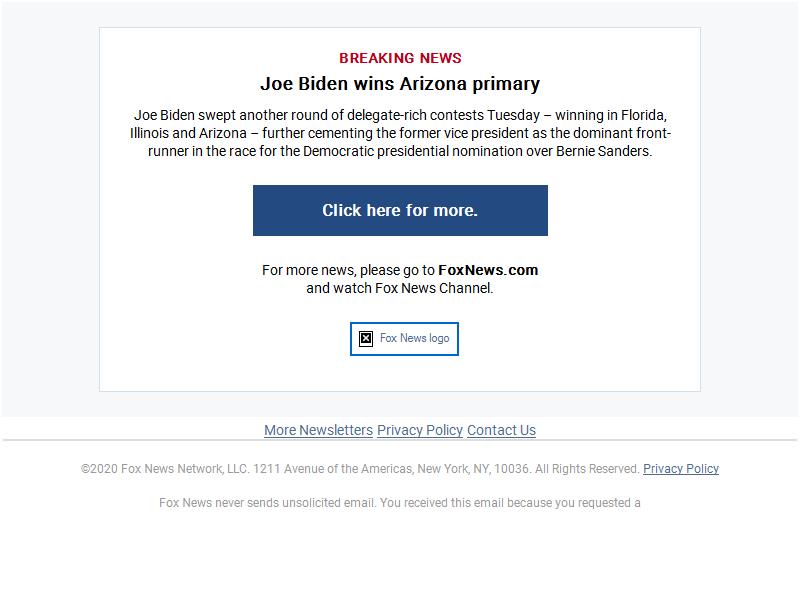 BREAKING NEWS
Joe Biden wins Arizona primary
Joe Biden swept another round of delegate-rich contests Tuesday – winning in Florida,
Illinois and Arizona – further cementing the former vice president as the dominant front-
runner in the race for the Democratic presidential nomination over Bernie Sanders.
Click here for more.
For more news, please go to FoxNews.com
and watch Fox News Channel.
Fox News logo
More Newsletters Privacy Policy Contact Us
©2020 Fox News Network, LLC. 1211 Avenue of the Americas, New York, NY, 10036. All Rights Reserved. Privacy Policy
Fox News never sends unsolicited email. You received this email because you requested a